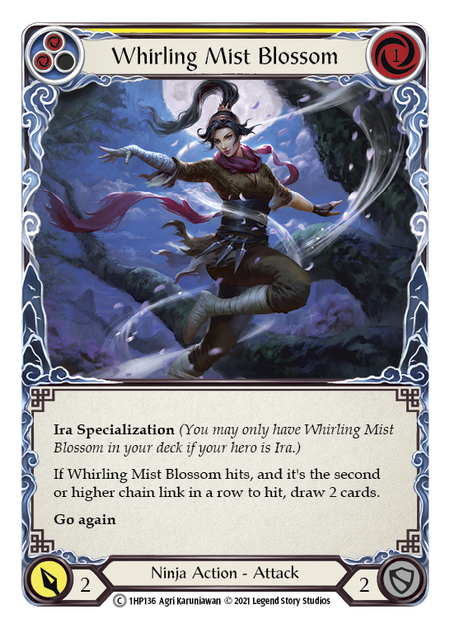 Whirling Mist Blossom
1
Ira Specialization (You may only have Whirling Mist
Blossom in your deck if your hero is Ira.)
If Whirling Mist Blossom hits, and it's the second
or higher chain link in a row to hit, draw 2 cards.
Go again
2
Ninja Action - Attack
2
C 1HP136 Agri Karuniawan © 2021 Legend Story Studios